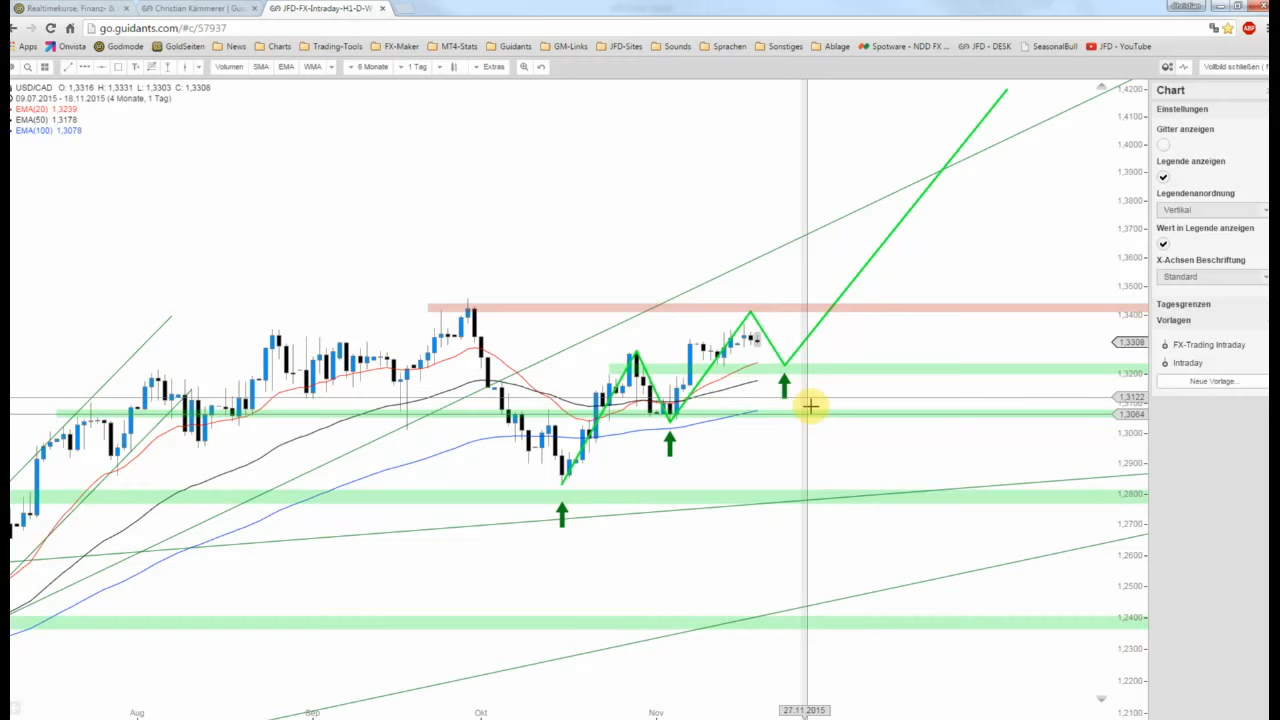 Realtimekurse, Finanz- &
Christian Kämmerer | Gui
JFD-FX-Intraday-H1-D-W
Christian
go.guidants.com/#c/57937
ABP
Apps
Onvista
Godmode
GoldSeiten
News
Charts
Trading-Tools
FX-Maker
MT4-Stats
Guidants
GM-Links
JFD-Sites
Sounds
Sprachen
Sonstiges
Ablage
Spotware - NDD FX ...
JFD - DESK
SeasonalBull
JFD - YouTube
Volumen
SMA
EMA
WMA
6 Monate
1 Tag
Extras
Vollbild schließen (
USD/CAD O: 1,3316 H: 1,3331 L: 1,3303 C: 1,3308
09.07.2015 - 18.11.2015 (4 Monate, 1 Tag)
EMA(20) 1,3239
EMA(50) 1,3178
EMA(100) 1,3078
1,4200
1,4100
1,4000
1,3900
1,3800
1,3700
1,3600
1,3500
1,3400
1,3308
1,3200
1,3122
1,3064
1,3000
1,2900
1,2800
1,2700
1,2600
1,2500
1,2400
1,2300
1,2200
1,2100
Aug
Sep
Okt
Nov
27.11.2015
Chart
Einstellungen
Gitter anzeigen
Legende anzeigen
Legendenanordnung
Vertikal
Wert in Legende anzeigen
X-Achsen Beschriftung
Standard
Tagesgrenzen
Vorlagen
FX-Trading Intraday
Intraday
Neue Vorlage...